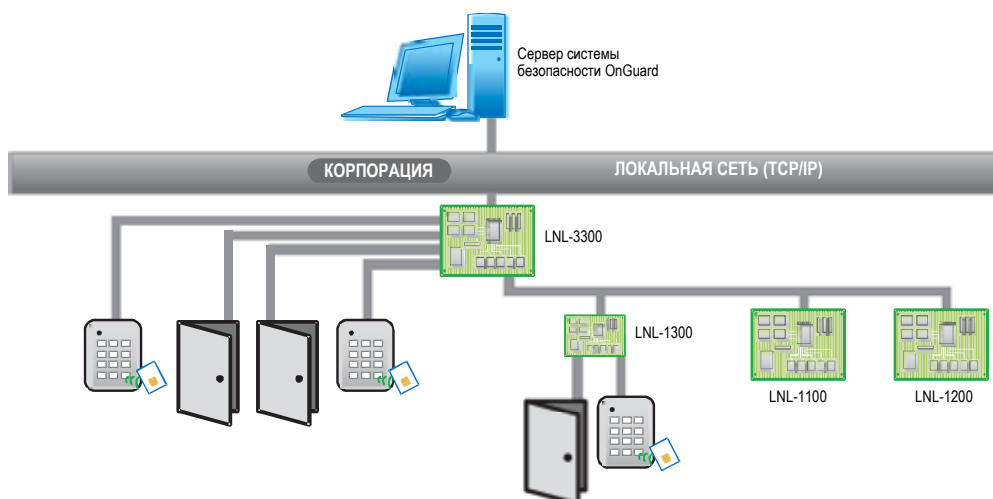 Сервер системы
безопасности OnGuard
КОРПОРАЦИЯ
ЛОКАЛЬНАЯ СЕТЬ (TCP/IP)
LNL-3300
LNL-1300
LNL-1100
LNL-1200